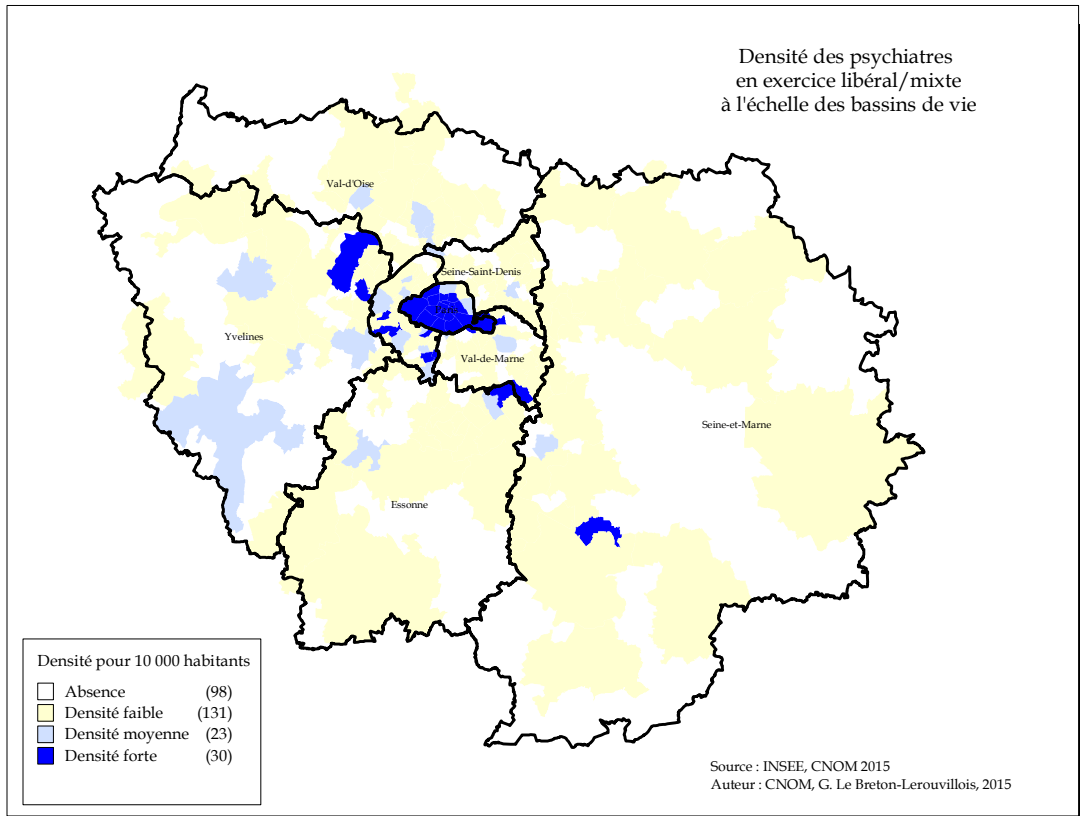 Densité des psychiatres
en exercice libéral/mixte
à l'échelle des bassins de vie
Val-d'Oise
Seine-Saint-Denis
Paris
Yvelines
Val-de-Marne
Seine-et-Marne
Essonne
Densité pour 10 000 habitants
Absence (98)
Densité faible (131)
Densité moyenne (23)
Densité forte (30)
Source : INSEE, CNOM 2015
Auteur : CNOM, G. Le Breton-Lerouvillois, 2015